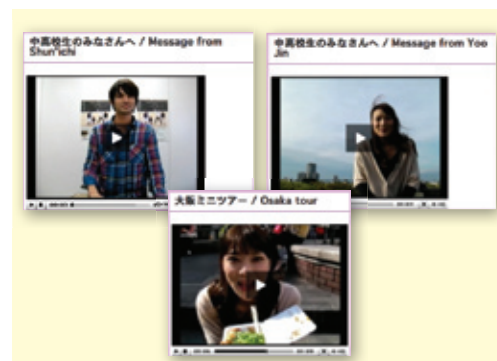 中高校生のみなさんへ / Message from
Shun'ichi
中高校生のみなさんへ / Message from Yoo
Jin
大阪ミニツアー / Osaka tour